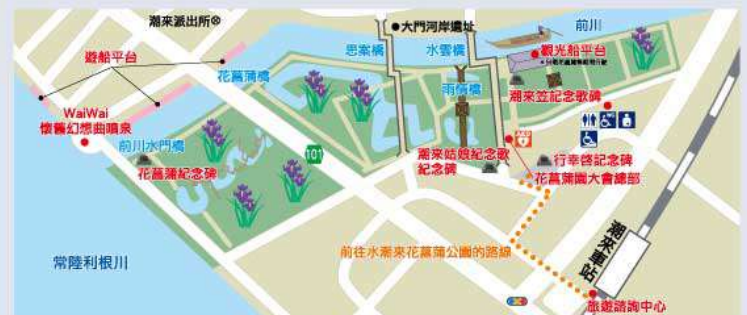 潮來派出所⊗
●大門河岸遺址
前川
遊船平台
思案橋
水雲橋
觀光船平台
花菖蒲橋
雨情橋
潮來笠記念歌碑
WaiWai
懷舊幻想曲噴泉
前川水門橋
花菖蒲紀念碑
101
AED
潮來姑娘紀念歌
紀念碑
行幸啓記念碑
花菖蒲園大會總部
常陸利根川
前往水潮來花菖蒲公園的路線
潮來車站
旅遊諮詢中心